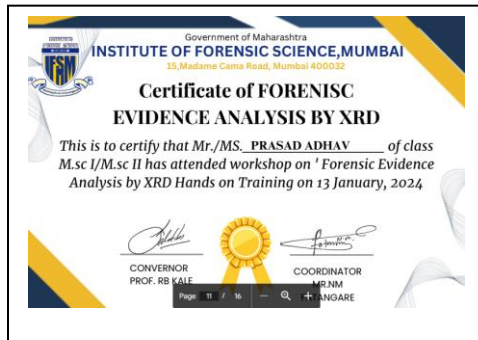 Government of Maharashtra
INSTITUTE OF FORENSIC SCIENCE,MUMBAI
15,Madame Cama Road, Mumbai 400032
IFSM
Certificate of FORENISC
EVIDENCE ANALYSIS BY XRD
This is to certify that Mr./MS. PRASAD ADHAV of class
M.sc I/M.sc II has attended workshop on ' Forensic Evidence
Analysis by XRD Hands on Training on 13 January, 2024
CONVERNOR
PROF. RB KALE
COORDINATOR
MR.NM
Page 11 / 16